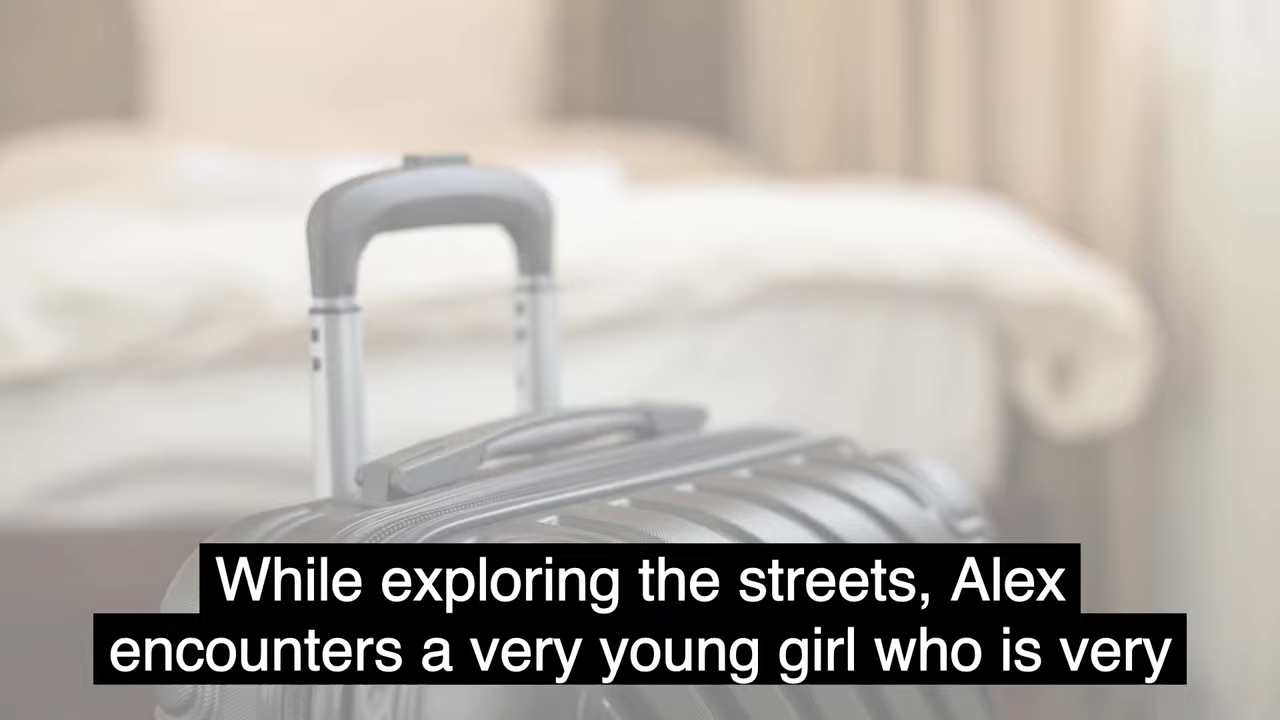 While exploring the streets, Alex
encounters a very young girl who is very